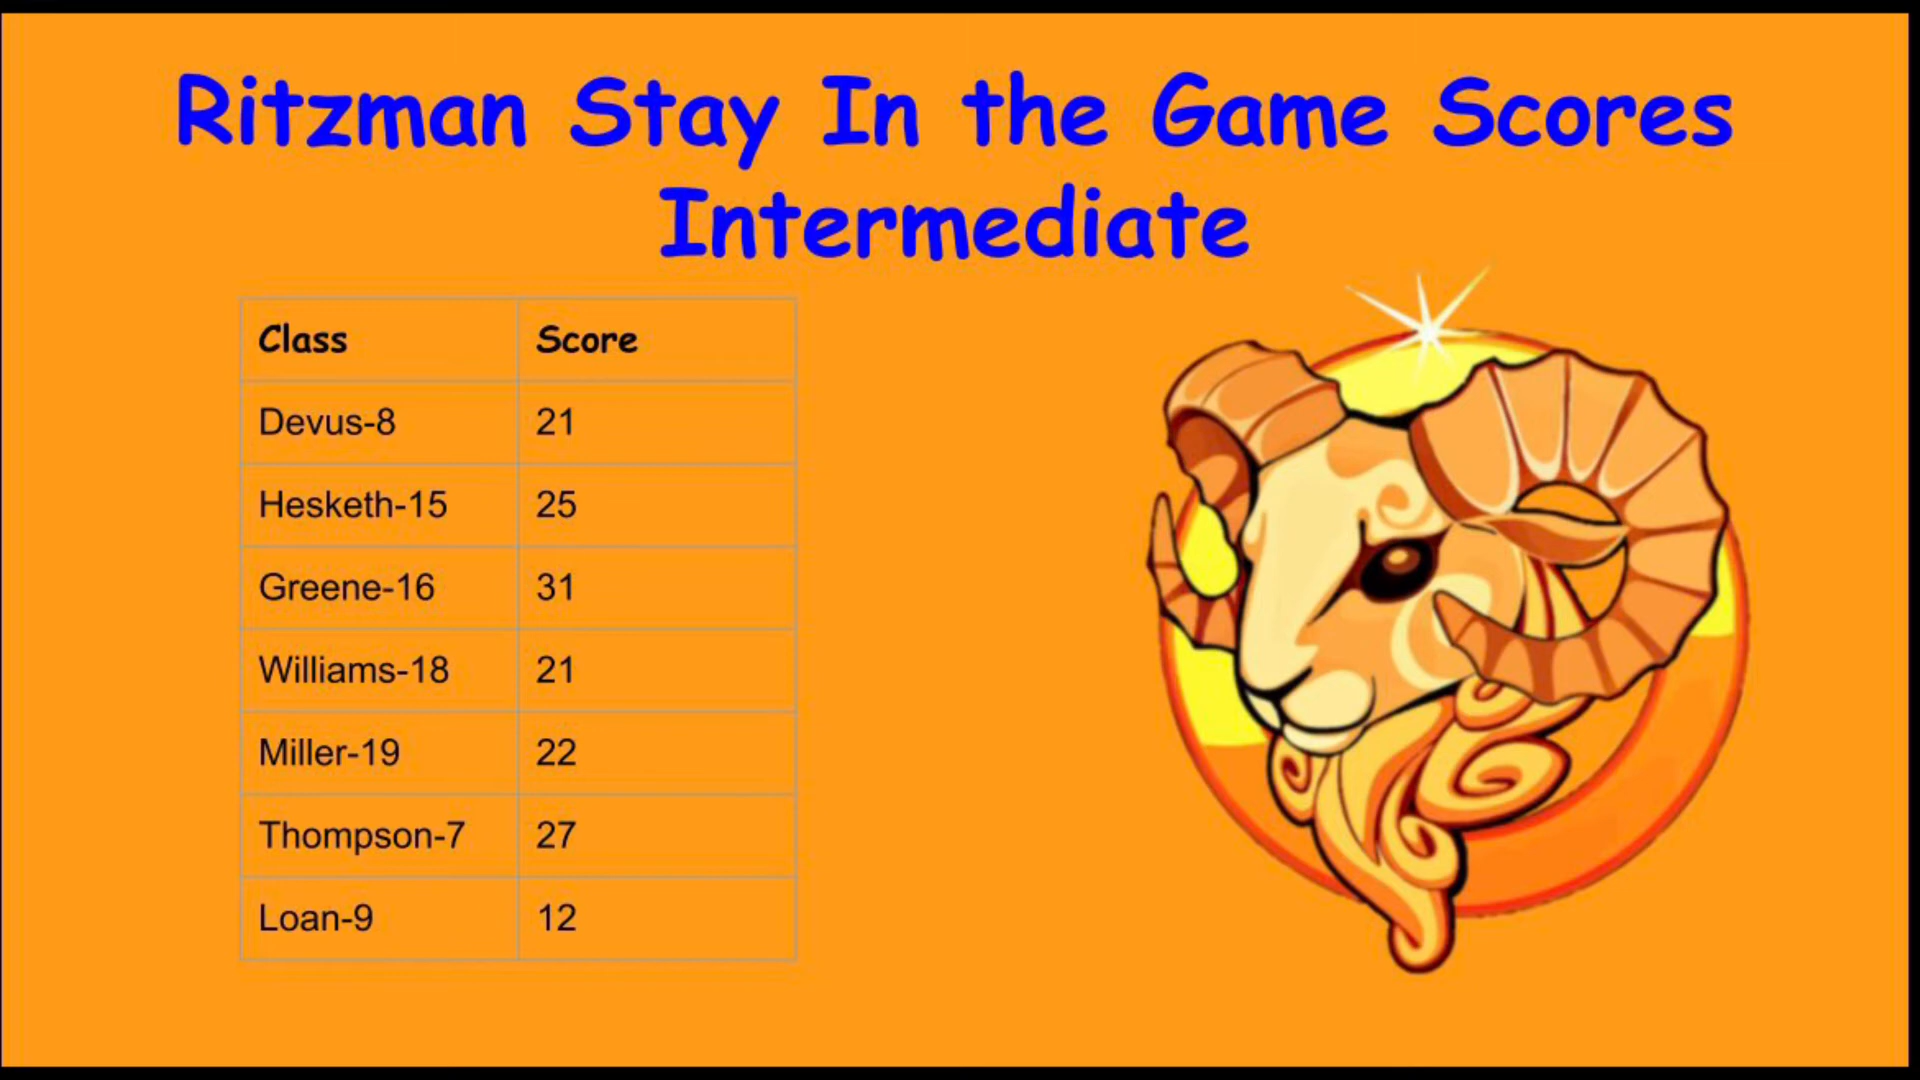 Ritzman Stay In the Game Scores
Intermediate
Class Score
Devus-8 21
Hesketh-15 25
Greene-16 31
Williams-18 21
Miller-19 22
Thompson-7 27
Loan-9 12